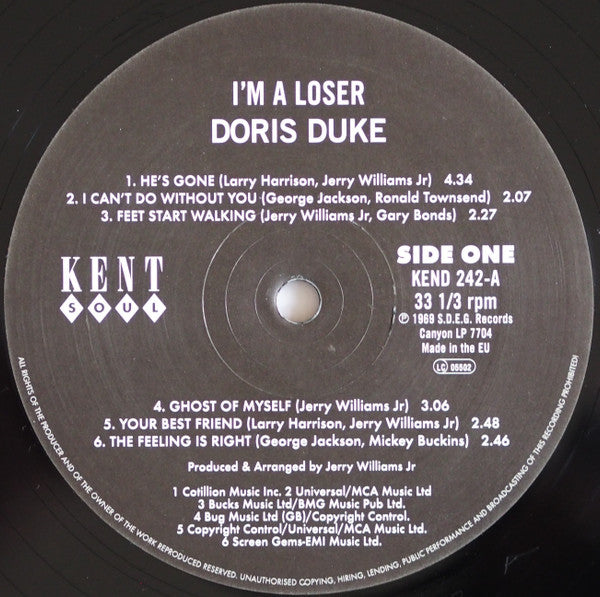 I'M A LOSER
DORIS DUKE
1. HE'S GONE (Larry Harrison, Jerry Williams Jr) 4.34
2. I CAN'T DO WITHOUT YOU (George Jackson, Ronald Townsend) 2.07
3. FEET START WALKING (Jerry Williams Jr, Gary Bonds) 2.27
KENT
SOUL
SIDE ONE
KEND 242-A
33 1/3 rpm
℗ 1969 S.D.E.G. Records
Canyon LP 7704
Made in the EU
LC 05502
4. GHOST OF MYSELF (Jerry Williams Jr) 3.06
5. YOUR BEST FRIEND (Larry Harrison, Jerry Williams Jr) 2.48
6. THE FEELING IS RIGHT (George Jackson, Mickey Buckins) 2.46
Produced & Arranged by Jerry Williams Jr
1 Cotillion Music Inc. 2 Universal/MCA Music Ltd
3 Bucks Music Ltd/BMG Music Pub Ltd.
4 Bug Music Ltd (GB)/Copyright Control.
5 Copyright Control/Universal/MCA Music Ltd.
6 Screen Gems-EMI Music Ltd.
ALL RIGHTS OF THE PRODUCER AND OF THE OWNER OF THE WORK REPRODUCED RESERVED. UNAUTHORISED COPYING, HIRING, LENDING, PUBLIC PERFORMANCE AND BROADCASTING OF THIS RECORDING PROHIBITED!